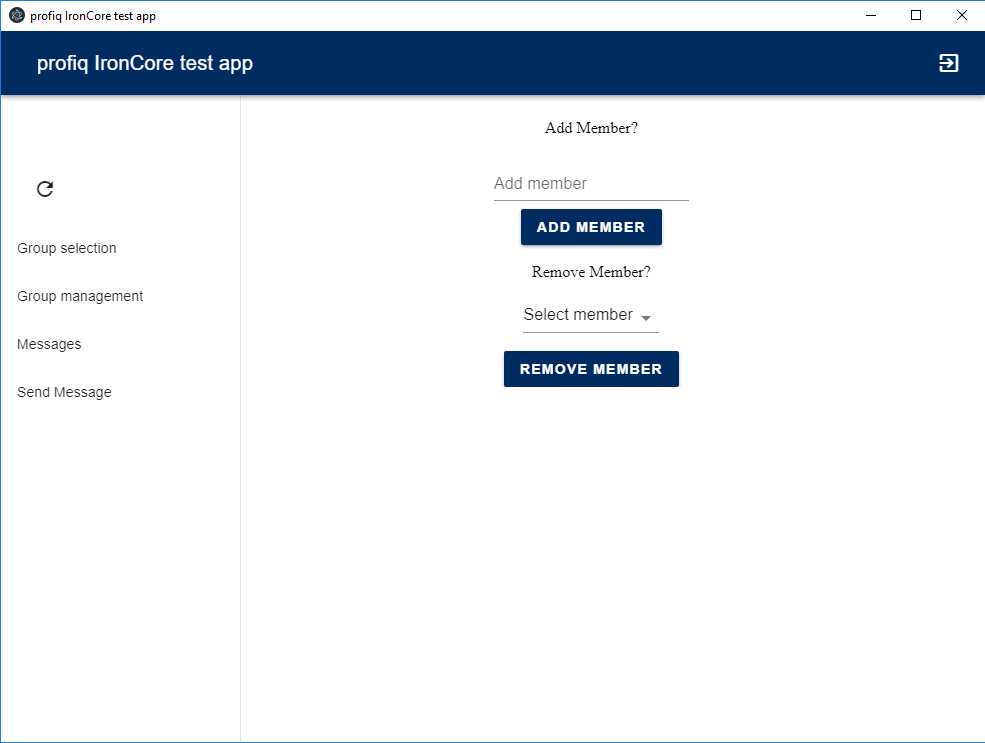 profiq IronCore test app
profiq IronCore test app
Add Member?
Add member
ADD MEMBER
Remove Member?
Select member
REMOVE MEMBER
Group selection
Group management
Messages
Send Message